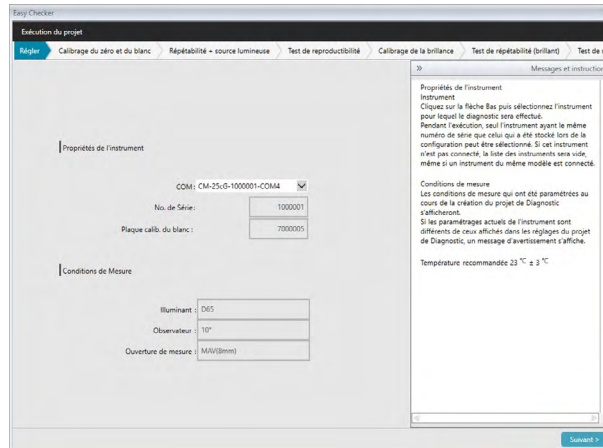 Easy Checker
Exécution du projet
Régler Calibrage du zéro et du blanc Répétabilité + source lumineuse Test de reproductibilité Calibrage de la brillance Test de répétabilité (brillant) Test de
» Messages et instruction
Propriétés de l'instrument
Instrument
Cliquez sur la flèche Bas puis sélectionnez l'instrument
pour lequel le diagnostic sera effectué.
Pendant l'exécution, seul l'instrument ayant le même
numéro de série que celui qui a été stocké lors de la
configuration peut être sélectionné. Si cet instrument
n'est pas connecté, la liste des instruments sera vide,
même si un instrument du même modèle est connecté.
Conditions de mesure
Les conditions de mesure qui ont été paramétrées au
cours de la création du projet de Diagnostic
s'afficheront.
Si les paramétrages actuels de l'instrument sont
différents de ceux affichés dans les réglages du projet
de Diagnostic, un message d'avertissement s'affiche.
Température recommandée 23 °C ± 3 °C
Propriétés de l'instrument
COM: CM-25cG-1000001-COM4
No. de Série: 1000001
Plaque calib. du blanc : 7000005
Conditions de Mesure
Illuminant : D65
Observateur : 10°
Ouverture de mesure : MAV(8mm)
Suivant >